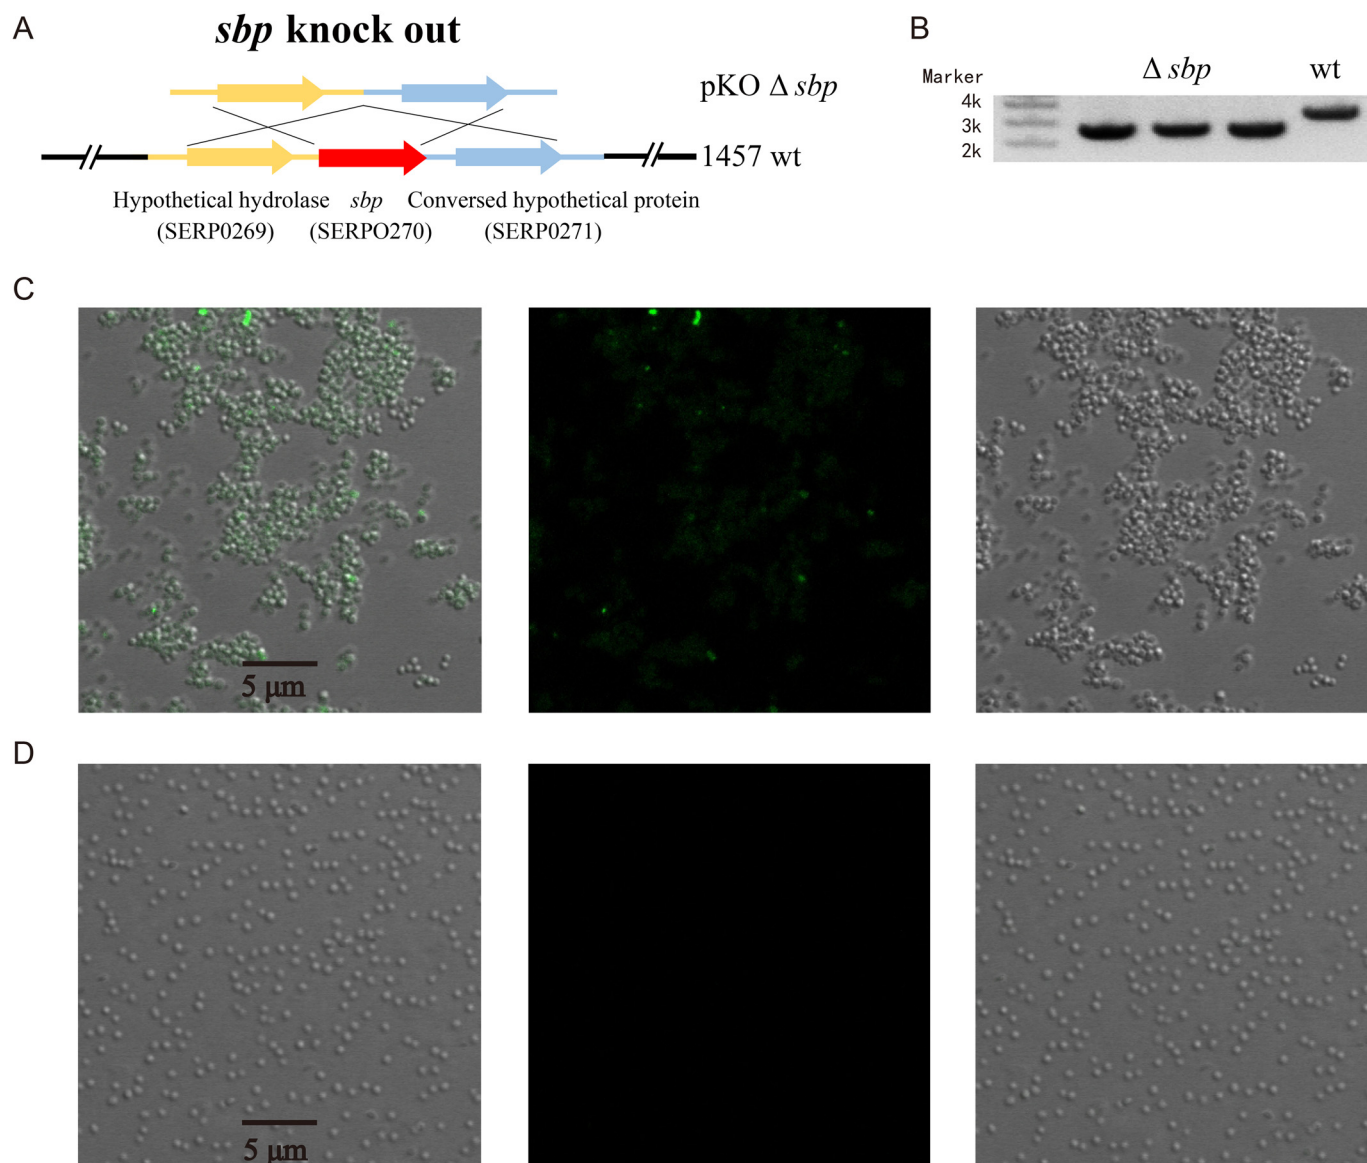 A
sbp knock out
pKO Δ sbp
1457 wt
Hypothetical hydrolase sbp Conversed hypothetical protein
(SERP0269) (SERPO270) (SERP0271)
B
Δ sbp wt
Marker
4k
3k
2k
C
5 μm
D
5 μm